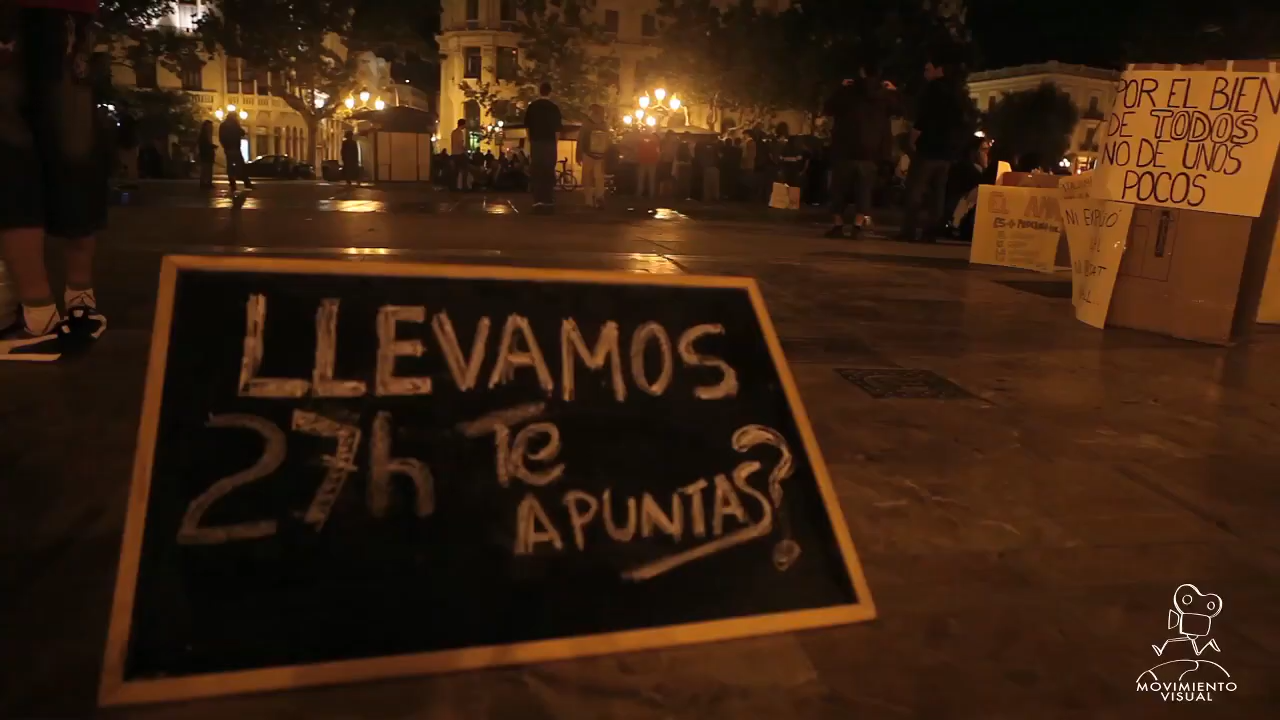 LLEVAMOS
27h Te
APUNTAS?
POR EL BIEN
DE TODOS
NO DE UNOS
POCOS
MOVIMIENTO
VISUAL